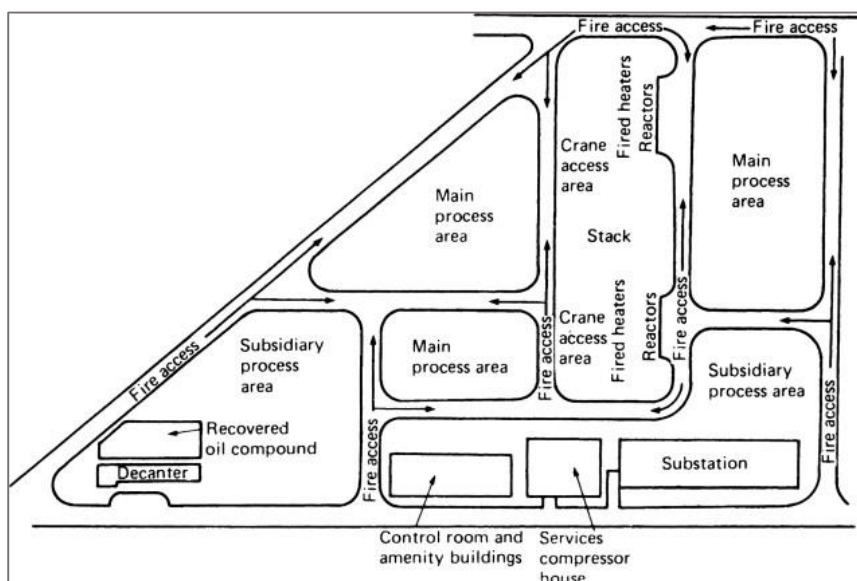 Fire access
Fire access
Fired heaters
Reactors
Crane
access
area
Main
process
area
Main
process
area
Stack
Fire access
Subsidiary
process
area
Main
process area
Fire access
Crane
access
area
Fired heaters
Reactors
Fire access
Subsidiary
process area
Recovered
oil compound
Decanter
Fire access
Substation
Fire access
Control room and
amenity buildings
Services
compressor
house